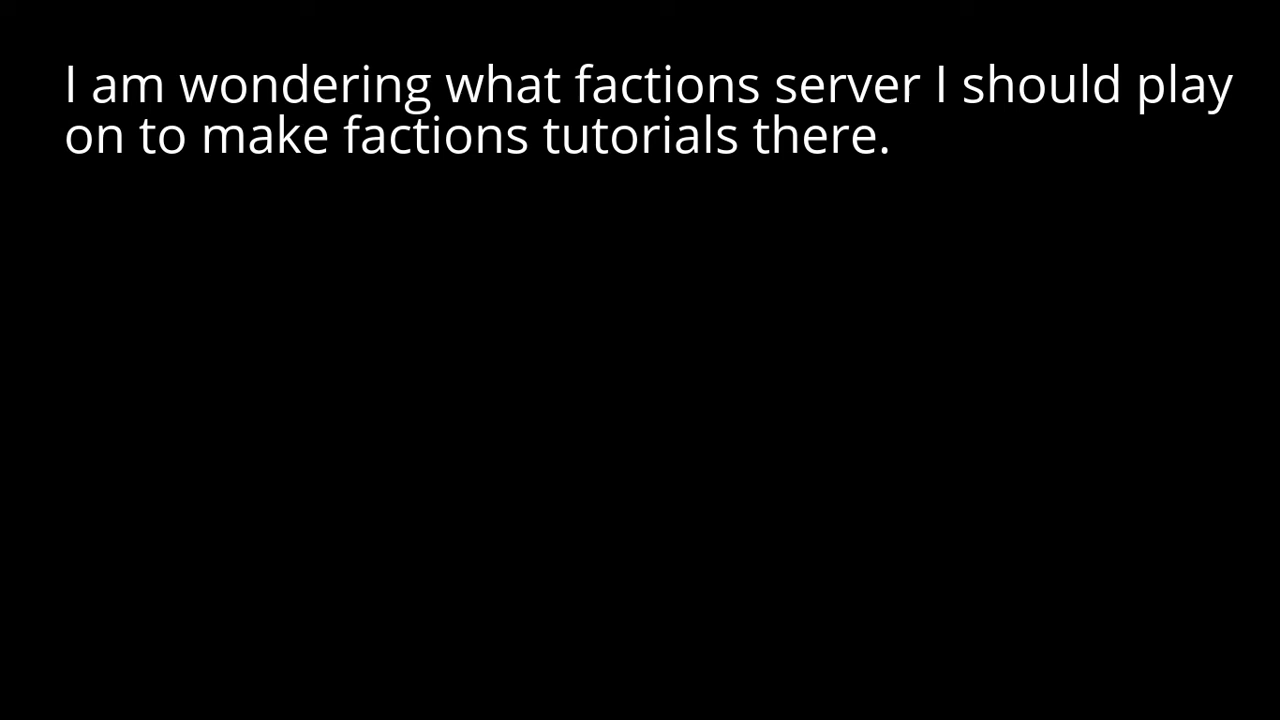 I am wondering what factions server I should play
on to make factions tutorials there.